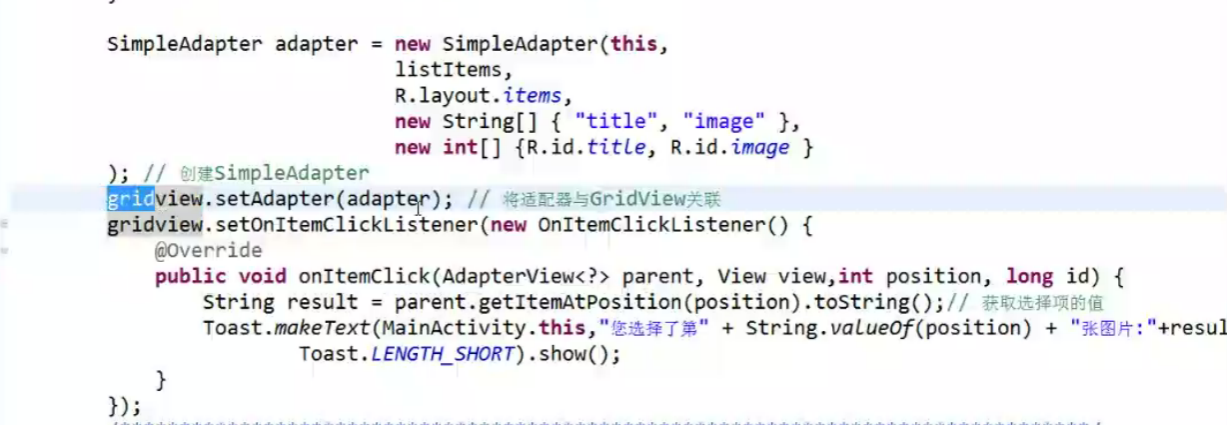 SimpleAdapter adapter = new SimpleAdapter(this,
listItems,
R.layout.items,
new String[] { "title", "image" },
new int[] {R.id.title, R.id.image }
); // 创建SimpleAdapter
gridview.setAdapter(adapter); // 将适配器与GridView关联
gridview.setOnItemClickListener(new OnItemClickListener() {
@Override
public void onItemClick(AdapterView<?> parent, View view,int position, long id) {
String result = parent.getItemAtPosition(position).toString();// 获取选择项的值
Toast.makeText(MainActivity.this,"您选择了第" + String.valueOf(position) + "张图片:"+resul
Toast.LENGTH_SHORT).show();
}
});